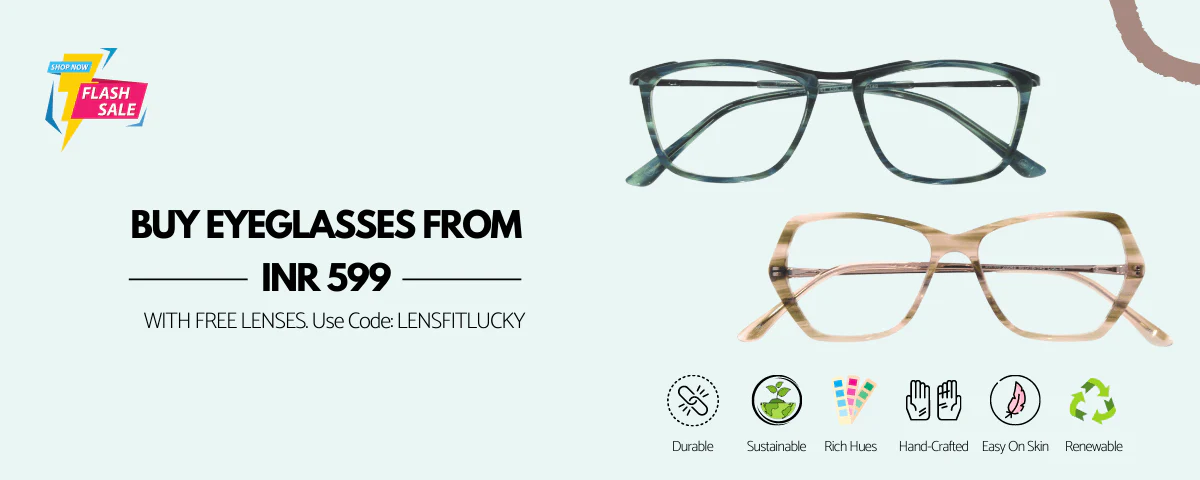 SHOP NOW
FLASH
SALE
BUY EYEGLASSES FROM
INR 599
WITH FREE LENSES. Use Code: LENSFITLUCKY
Durable
Sustainable
Rich Hues
Hand-Crafted
Easy On Skin
Renewable